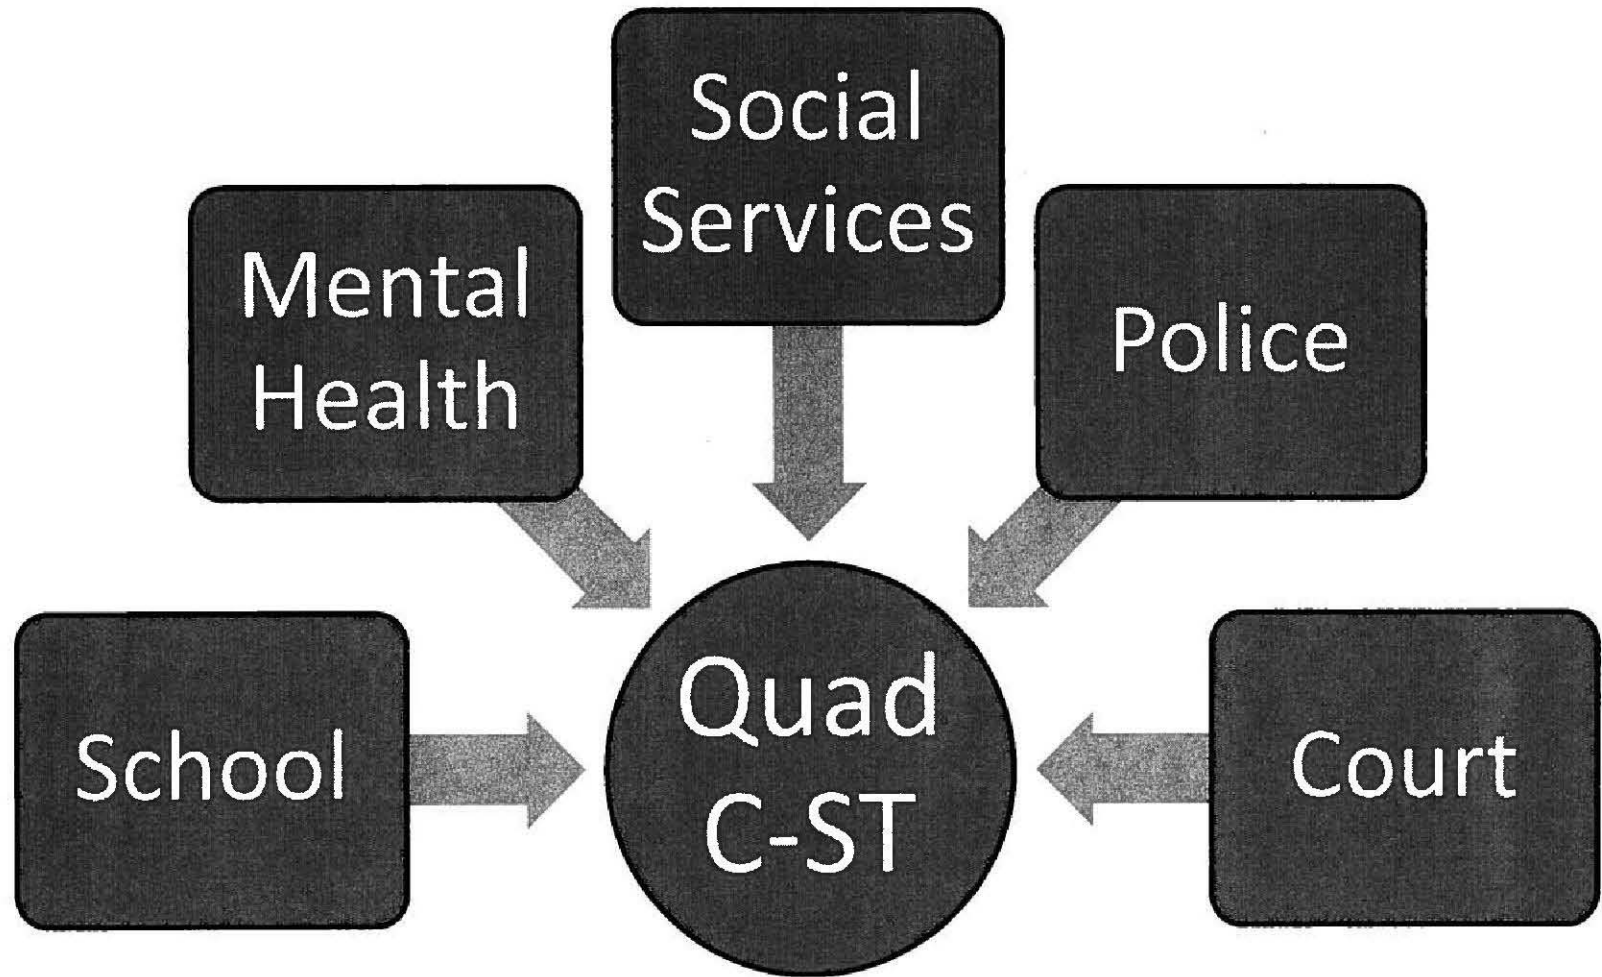 Social
Services
Mental
Health
Police
School
Quad
C-ST
Court